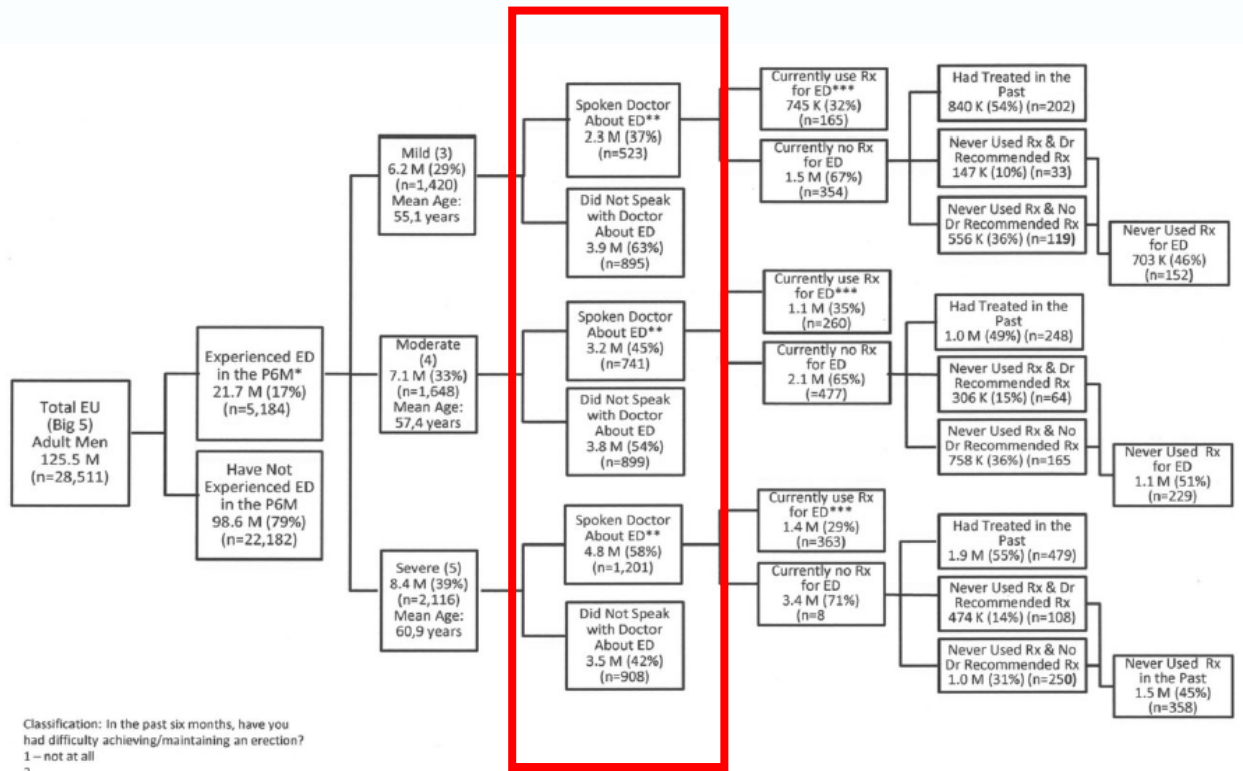 Total EU
(Big 5)
Adult Men
125.5 M
(n=28,511)
Experienced ED
in the P6M*
21.7 M (17%)
(n=5,184)
Have Not
Experienced ED
in the P6M
98.6 M (79%)
(n=22,182)
Mild (3)
6.2 M (29%)
(n=1,420)
Mean Age:
55,1 years
Moderate
(4)
7.1 M (33%)
(n=1,648)
Mean Age:
57,4 years
Severe (5)
8.4 M (39%)
(n=2,116)
Mean Age:
60,9 years
Spoken Doctor
About ED**
2.3 M (37%)
(n=523)
Did Not Speak
with Doctor
About ED
3.9 M (63%)
(n=895)
Spoken Doctor
About ED**
3.2 M (45%)
(n=741)
Did Not Speak
with Doctor
About ED
3.8 M (54%)
(n=899)
Spoken Doctor
About ED**
4.8 M (58%)
(n=1,201)
Did Not Speak
with Doctor
About ED
3.5 M (42%)
(n=908)
Currently use Rx
for ED***
745 K (32%)
(n=165)
Currently no Rx
for ED
1.5 M (67%)
(n=354)
Currently use Rx
for ED***
1.1 M (35%)
(n=260)
Currently no Rx
for ED
2.1 M (65%)
(=477)
Currently use Rx
for ED***
1.4 M (29%)
(n=363)
Currently no Rx
for ED
3.4 M (71%)
(n=8
Had Treated in the
Past
840 K (54%) (n=202)
Never Used Rx & Dr
Recommended Rx
147 K (10%) (n=33)
Never Used Rx & No
Dr Recommended Rx
556 K (36%) (n=119)
Never Used Rx
for ED
703 K (46%)
(n=152)
Had Treated in the
Past
1.0 M (49%) (n=248)
Never Used Rx & Dr
Recommended Rx
306 K (15%) (n=64)
Never Used Rx & No
Dr Recommended Rx
758 K (36%) (n=165
Never Used Rx
for ED
1.1 M (51%)
(n=229)
Had Treated in the
Past
1.9 M (55%) (n=479)
Never Used Rx & Dr
Recommended Rx
474 K (14%) (n=108)
Never Used Rx & No
Dr Recommended Rx
1.0 M (31%) (n=250)
Never Used Rx
in the Past
1.5 M (45%)
(n=358)
Classification: In the past six months, have you
had difficulty achieving/maintaining an erection?
1 – not at all